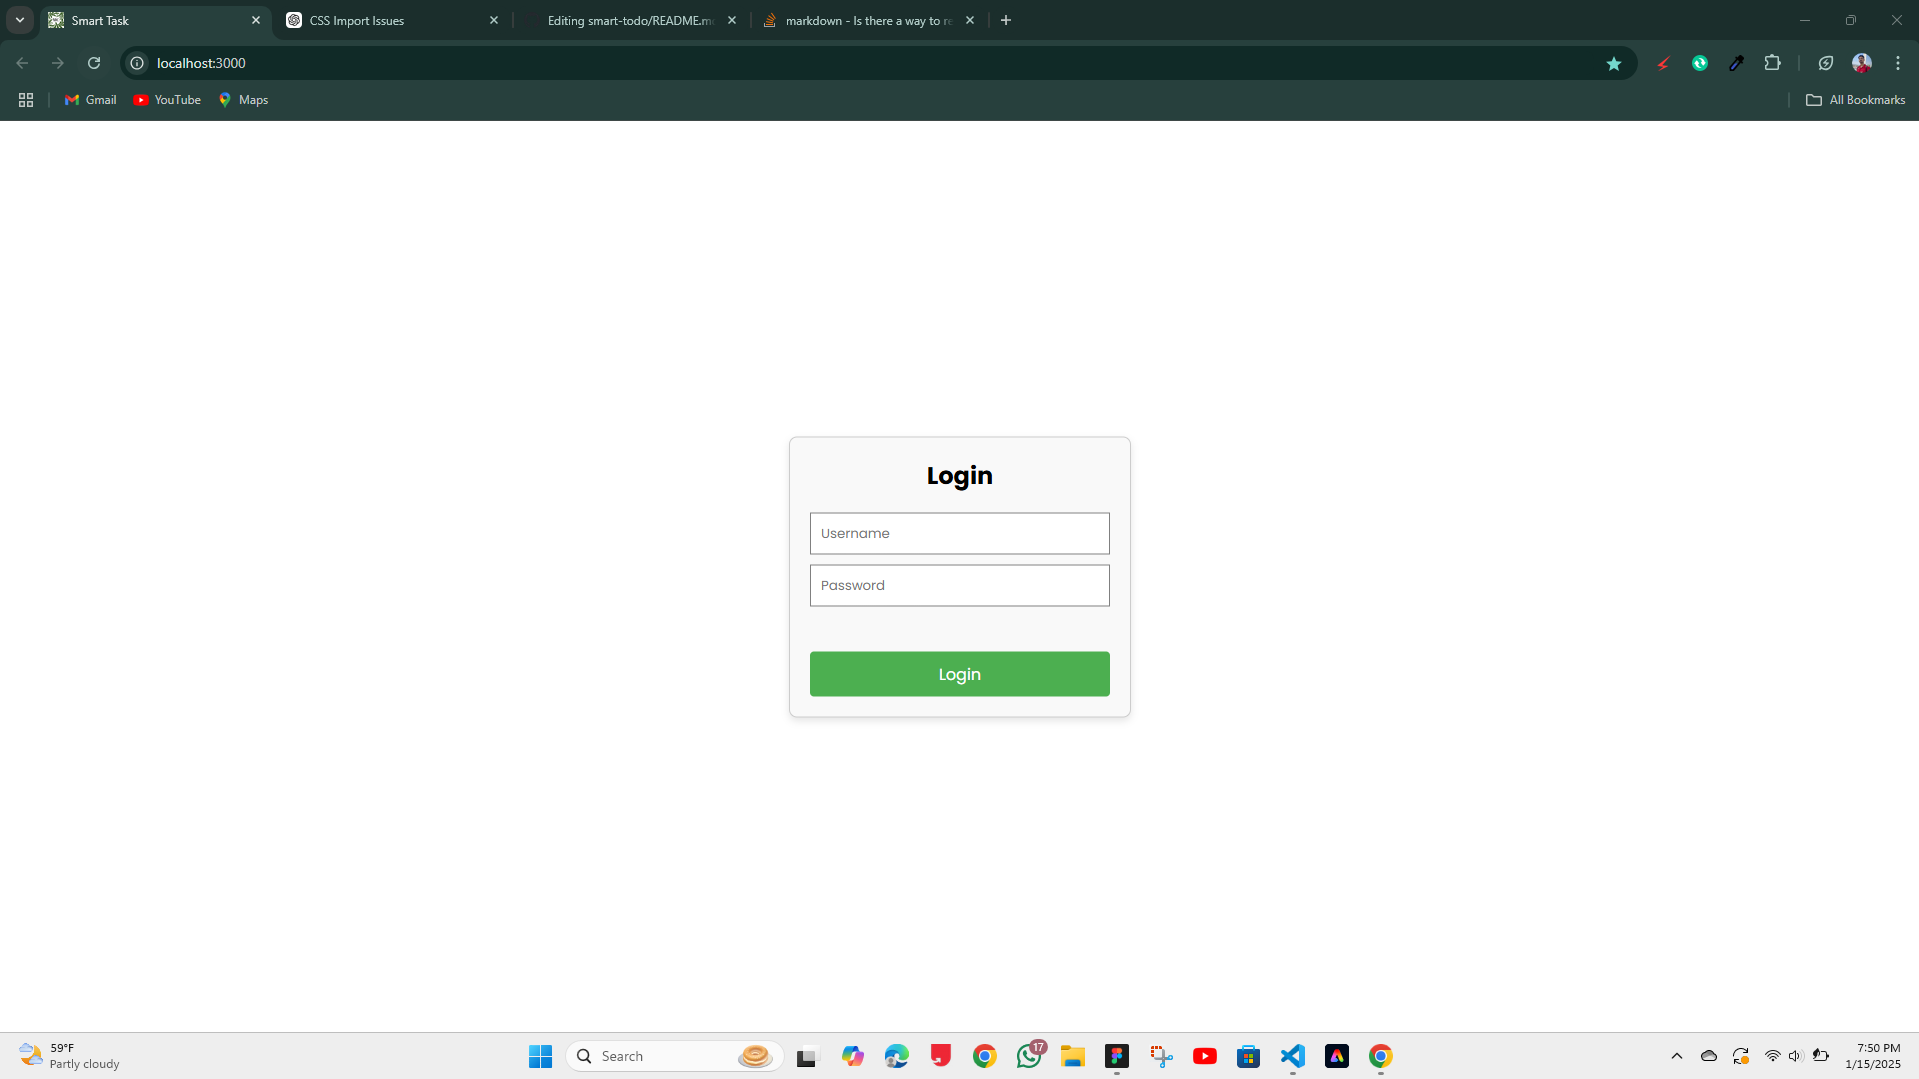 Smart Task
CSS Import Issues
Editing smart-todo/README.m
markdown - Is there a way to re
localhost:3000
Gmail
YouTube
Maps
All Bookmarks
Login
Username
Password
Login
59°F
Partly cloudy
Search
17
7:50 PM
1/15/2025